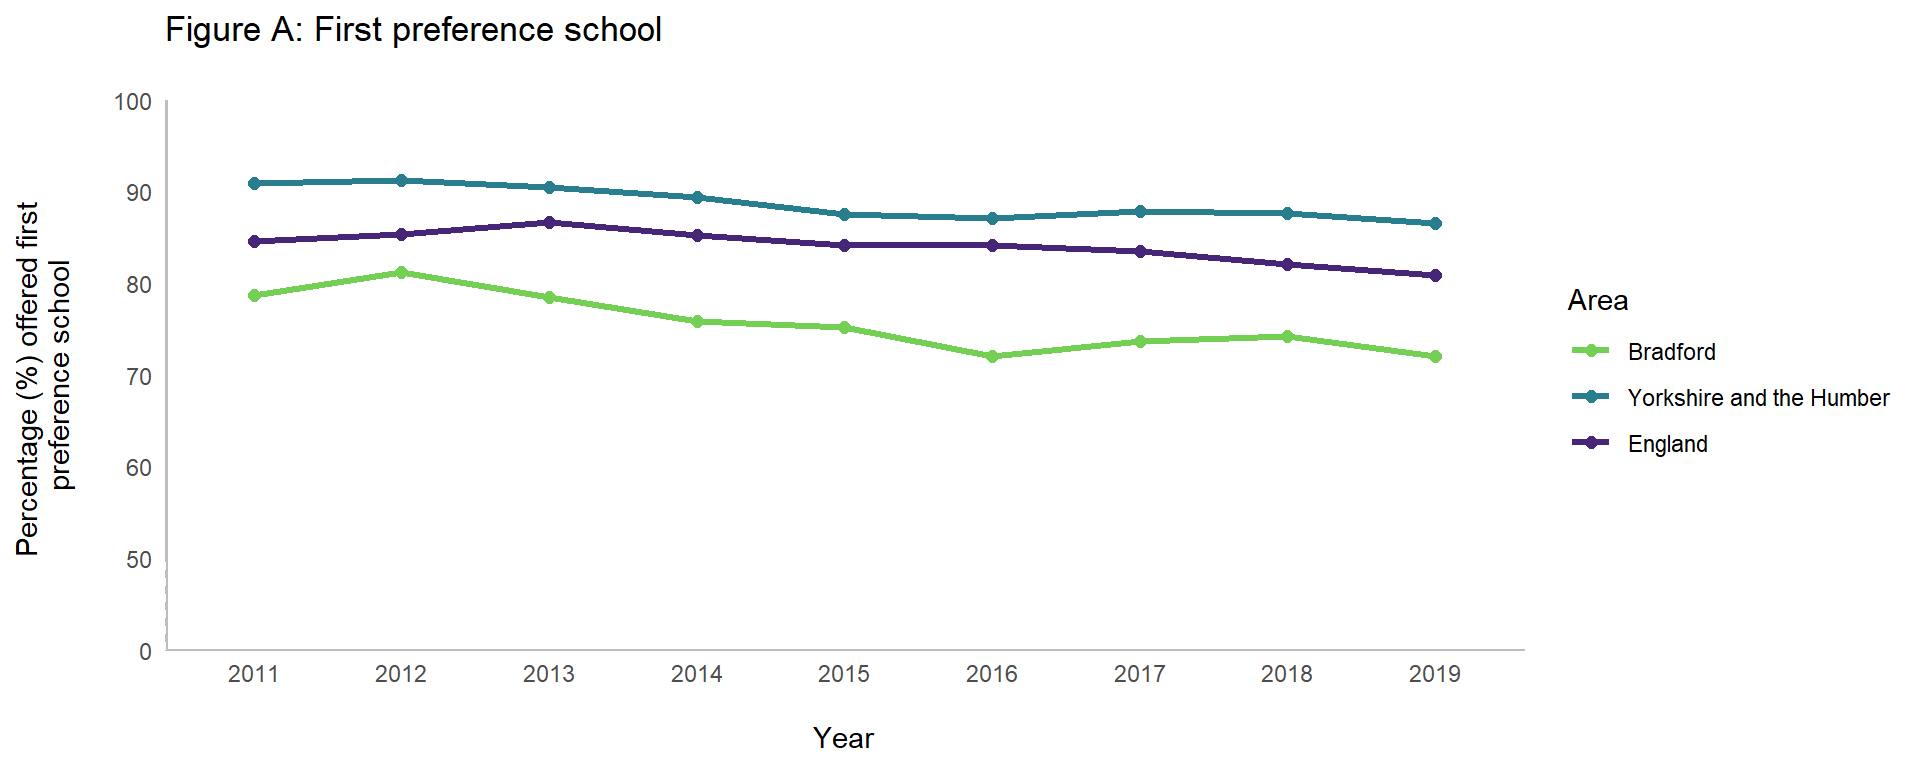 Figure A: First preference school
Percentage (%) offered first
preference school
100
90
80
70
60
50
0
2011 2012 2013 2014 2015 2016 2017 2018 2019
Year
Area
Bradford
Yorkshire and the Humber
England